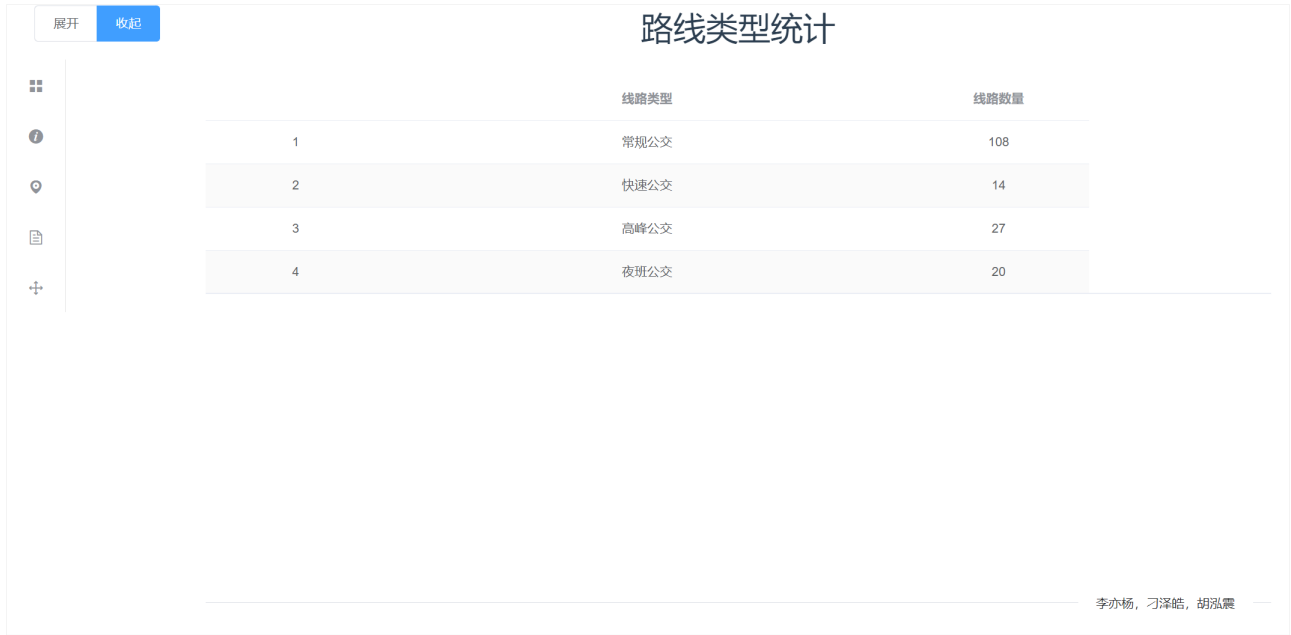 展开 收起
路线类型统计
线路类型 线路数量
1 常规公交 108
2 快速公交 14
3 高峰公交 27
4 夜班公交 20
李亦杨，刁泽皓，胡泓震